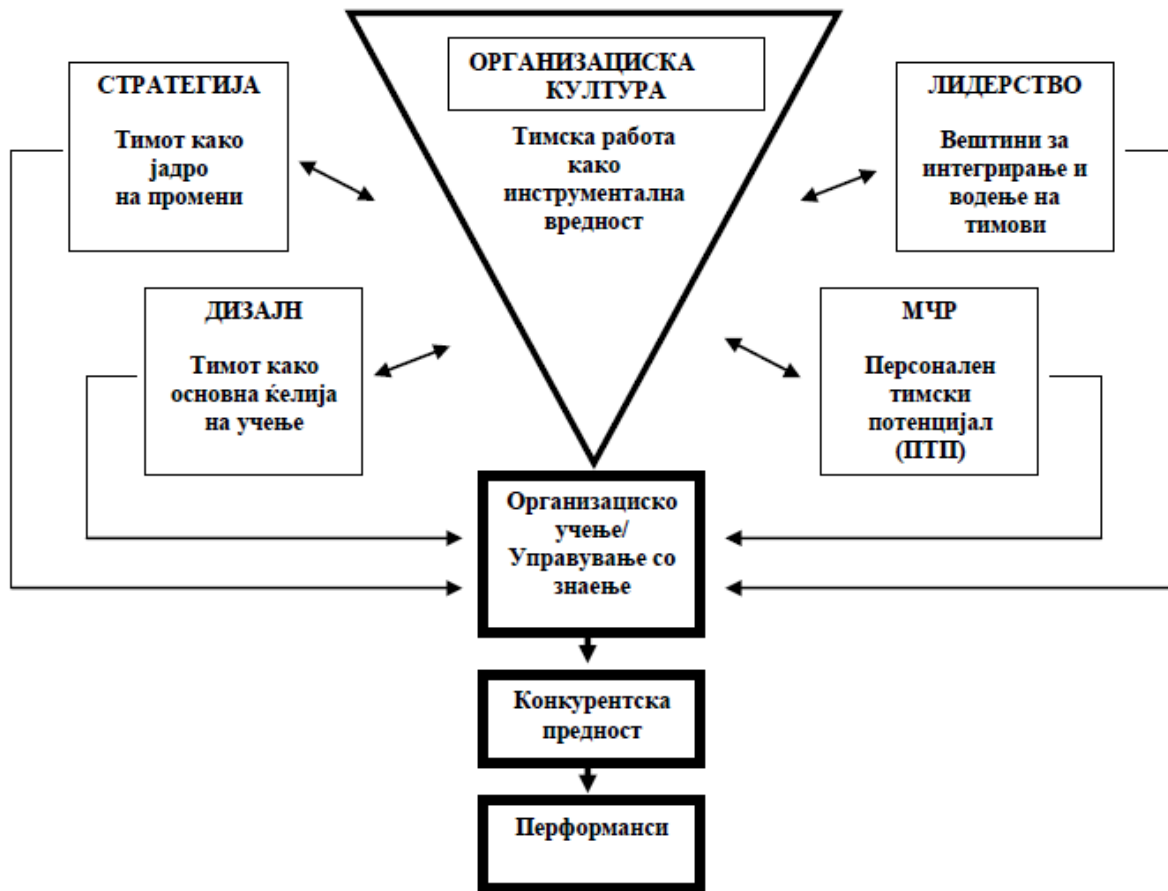 ОРГАНИЗАЦИСКА
КУЛТУРА
Тимска работа
како
инструментална
вредност
СТРАТЕГИЈА
Тимот како
јадро
на промени
ЛИДЕРСТВО
Вештини за
интегрирање и
водење на
тимови
ДИЗАЈН
Тимот како
основна ќелија
на учење
МЧР
Персонален
тимски
потенцијал
(ПТП)
Организациско
учење/
Управување со
знаење
Конкурентска
предност
Перформанси